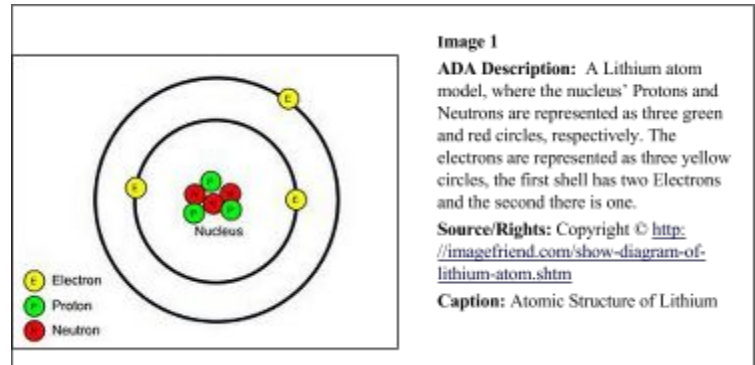 E
E
E
P
P
P
Nucleus
E Electron
P Proton
Neutron
Image 1
ADA Description: A Lithium atom
model, where the nucleus' Protons and
Neutrons are represented as three green
and red circles, respectively. The
electrons are represented as three yellow
circles, the first shell has two Electrons
and the second there is one.
Source/Rights: Copyright © http:
//imagefriend.com/show-diagram-of-
lithium-atom.shtm
Caption: Atomic Structure of Lithium